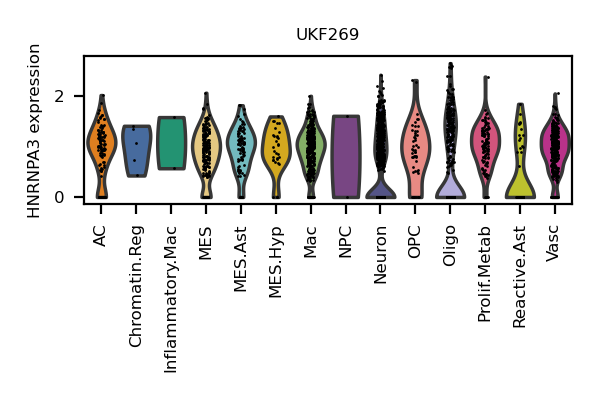 UKF269
HNRNPA3 expression
2
0
AC
Chromatin.Reg
Inflammatory.Mac
MES
MES.Ast
MES.Hyp
Mac
NPC
Neuron
OPC
Oligo
Prolif.Metab
Reactive.Ast
Vasc